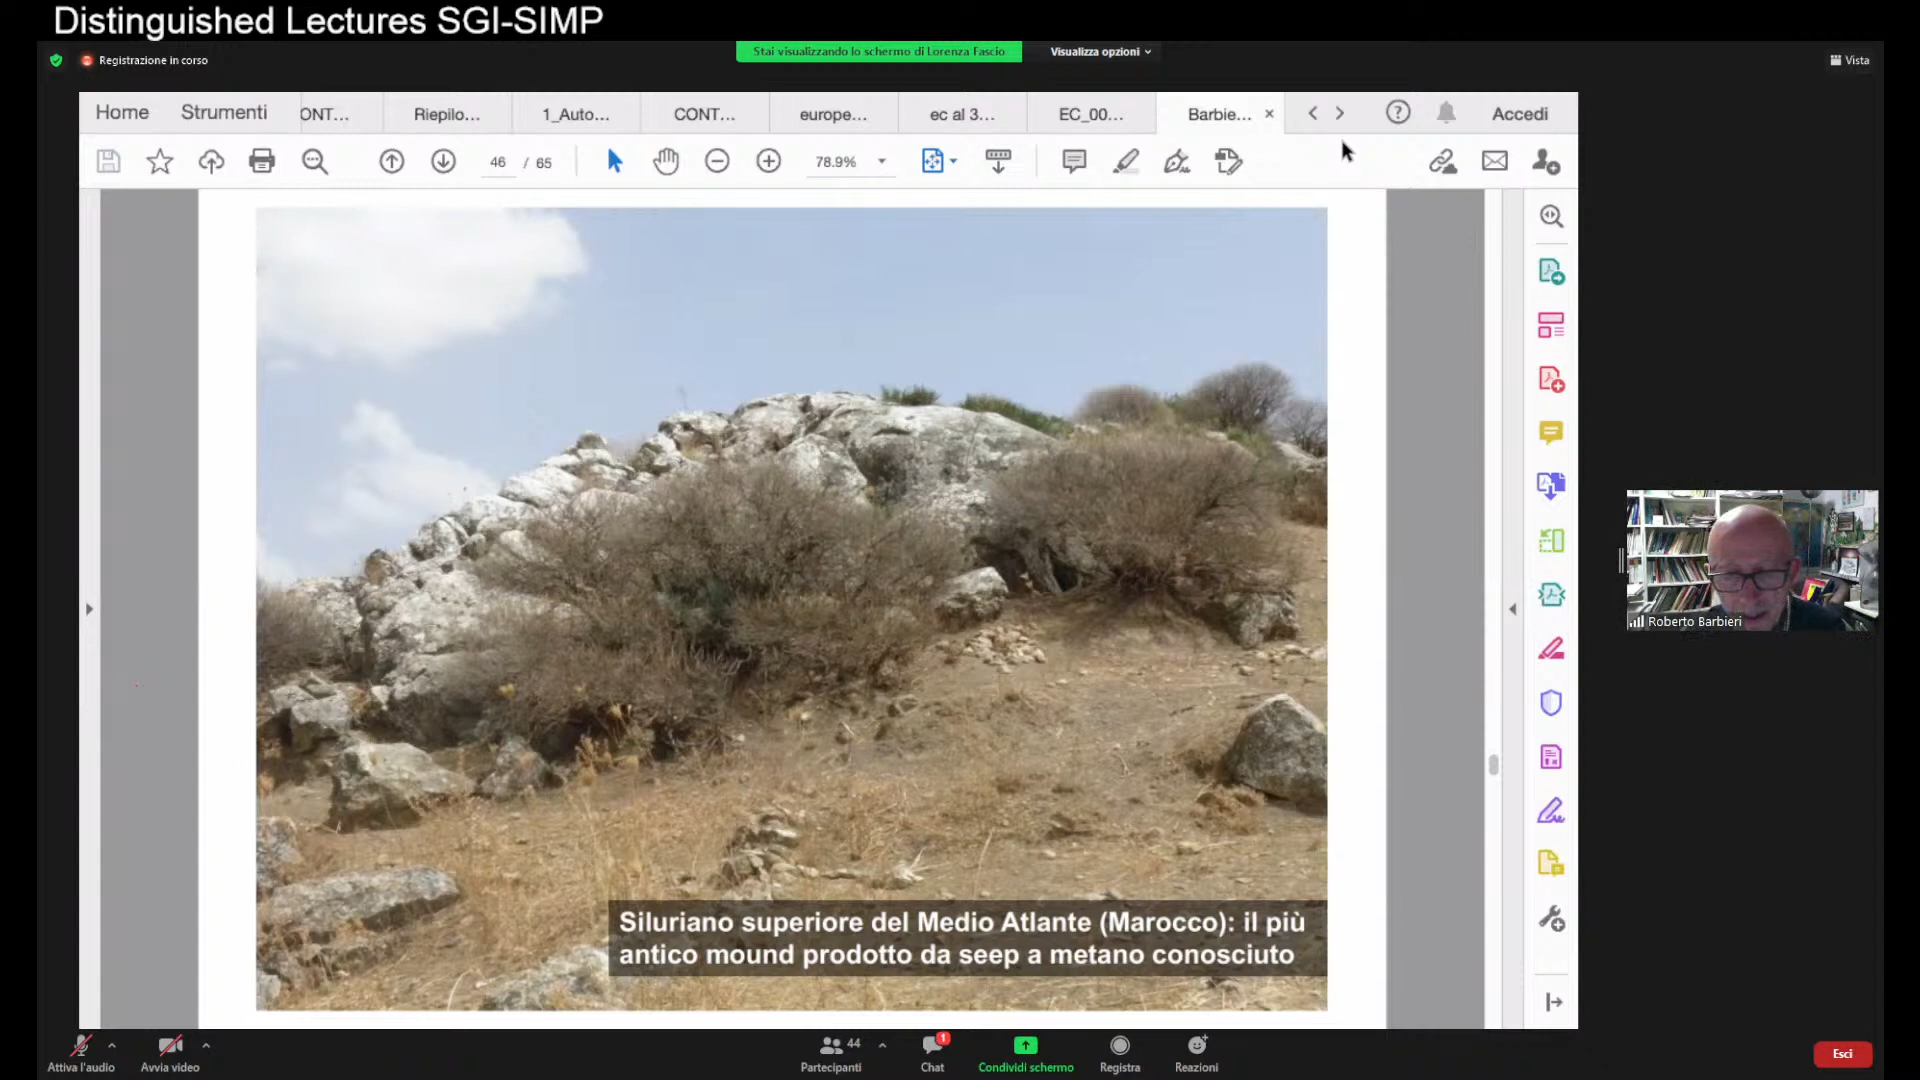 Distinguished Lectures SGI-SIMP
Stai visualizzando lo schermo di Lorenza Fascio
Visualizza opzioni
Registrazione in corso
Vista
Home
Strumenti
ONT...
Riepilo...
1_Auto...
CONT...
europe...
ec al 3...
EC_00...
Barbie...
Accedi
46 / 65
78.9%
Siluriano superiore del Medio Atlante (Marocco): il più
antico mound prodotto da seep a metano conosciuto
Roberto Barbieri
Attiva l'audio
Avvia video
44
Partecipanti
1
Chat
Condividi schermo
Registra
Reazioni
Esci